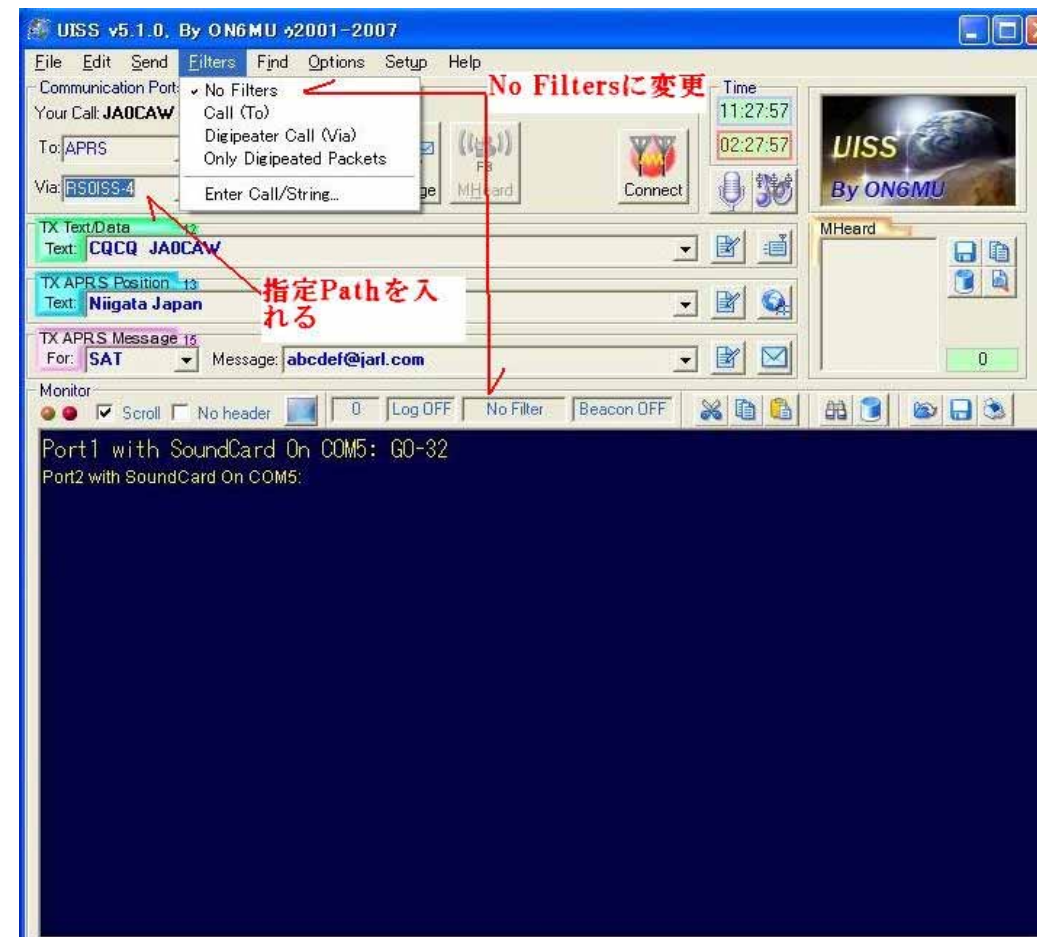 UISS v5.1.0, By ON6MU ©2001-2007
File Edit Send Filters Find Options Setup Help
Communication Port
Your Call: JA0CAW
To: APRS
Via: RS0ISS-4
No Filters
Call (To)
Digipeater Call (Via)
Only Digipeated Packets
Enter Call/String...
No Filtersに変更
MHeard
Connect
Time
11:27:57
02:27:57
UISS
By ON6MU
TX Text/Data 12
Text: CQCQ JA0CAW
TX APRS Position 13
Text: Niigata Japan
指定Pathを入
れる
TX APRS Message 15
For: SAT Message: abcdef@jarl.com
MHeard
0
Monitor
Scroll No header 0 Log OFF No Filter Beacon OFF
Port1 with SoundCard On COM5: GO-32
Port2 with SoundCard On COM5: